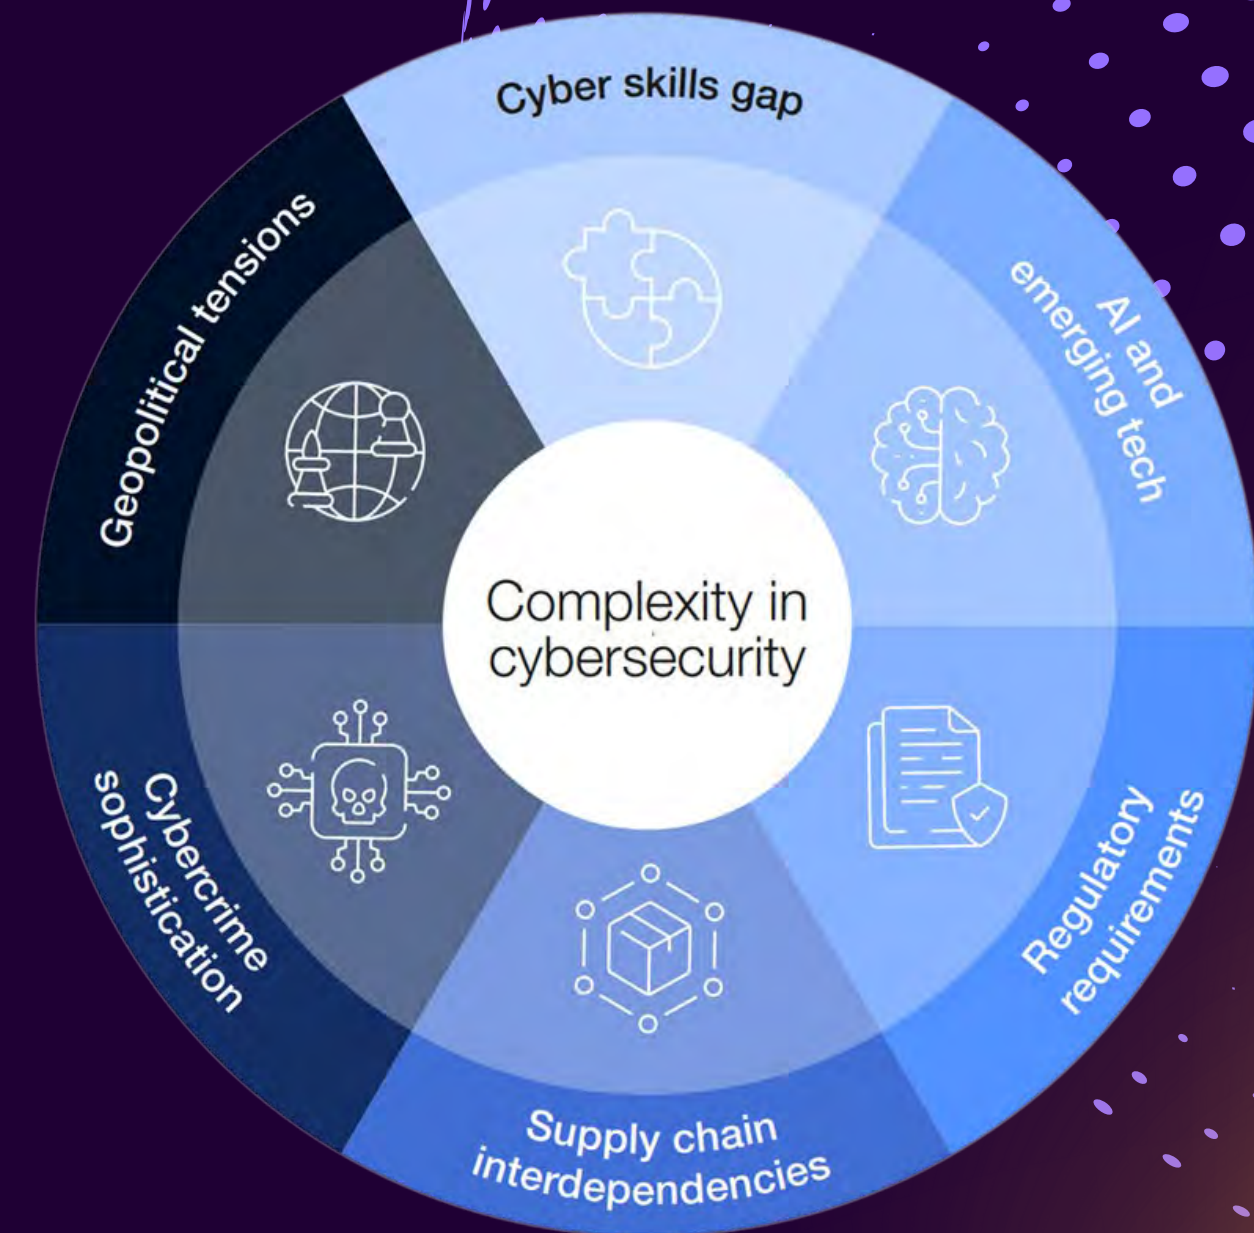 Cyber skills gap
AI and
emerging tech
Regulatory
requirements
Supply chain
interdependencies
Cybercrime
sophistication
Geopolitical tensions
Complexity in
cybersecurity